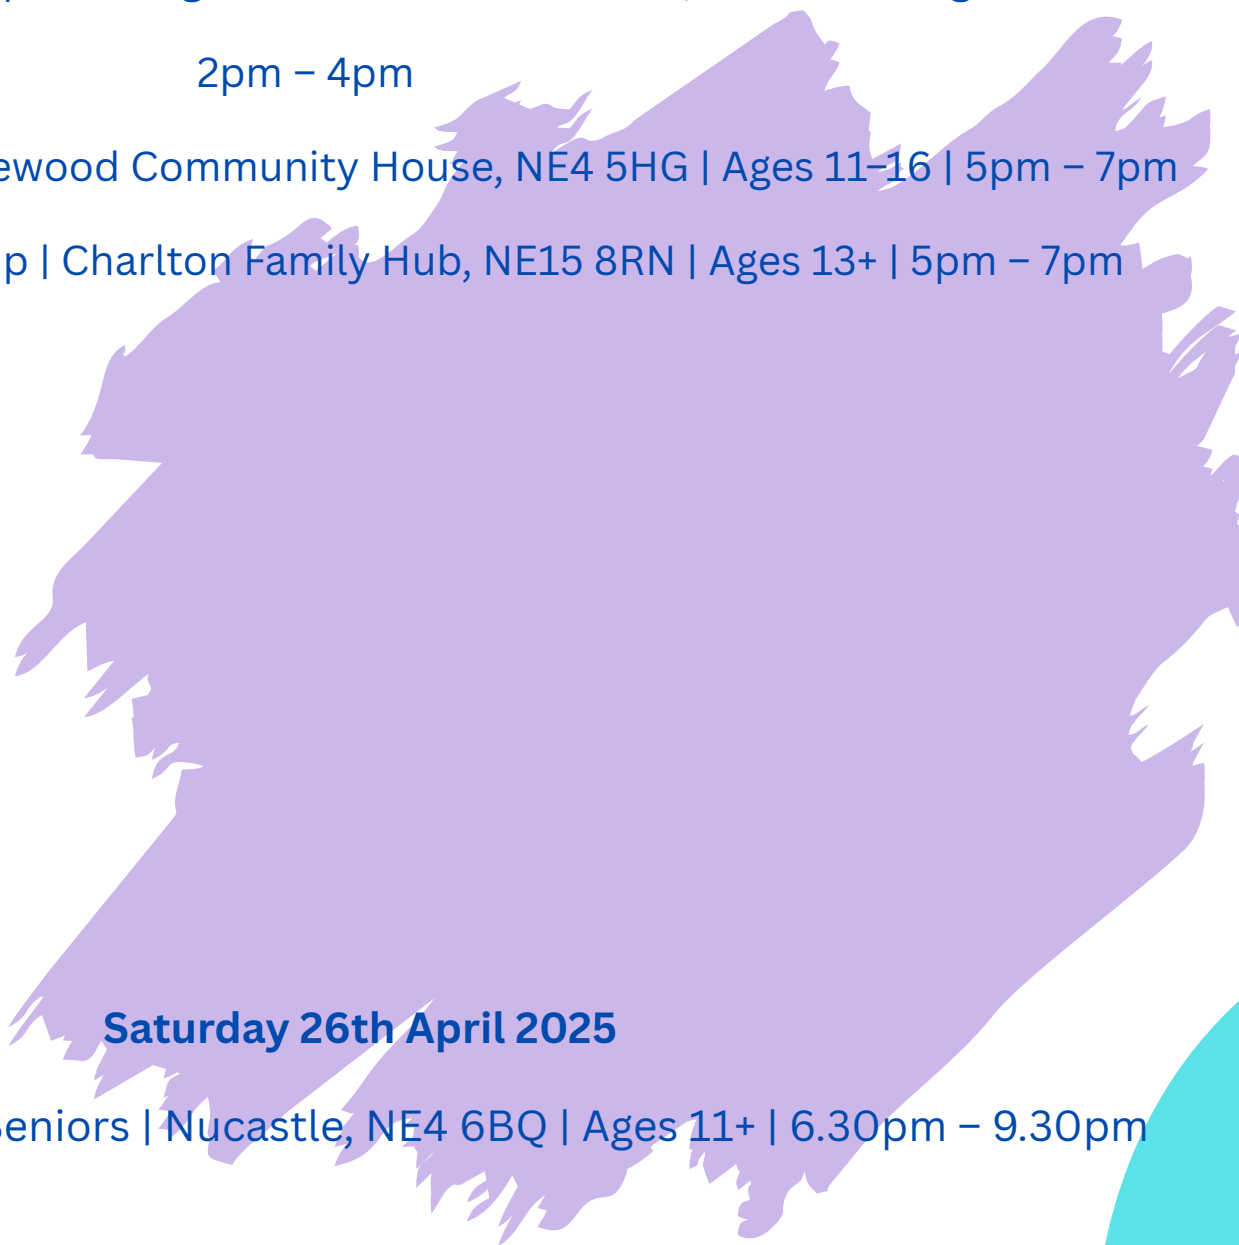 2pm – 4pm
ewood Community House, NE4 5HG | Ages 11–16 | 5pm – 7pm
p | Charlton Family Hub, NE15 8RN | Ages 13+ | 5pm – 7pm
Saturday 26th April 2025
Seniors | Nucastle, NE4 6BQ | Ages 11+ | 6.30pm – 9.30pm